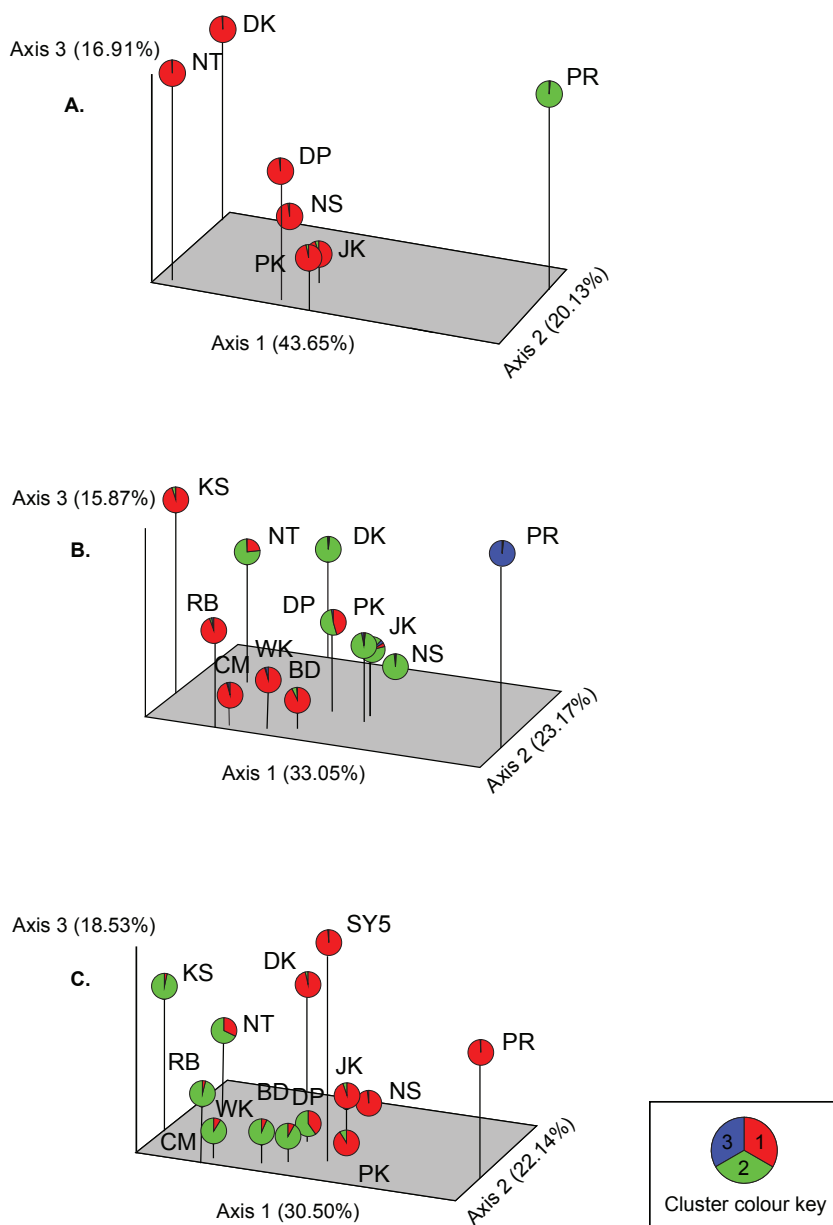 DK
Axis 3 (16.91%)
NT
PR
A.
DP
NS
PK
JK
Axis 1 (43.65%)
Axis 2 (20.13%)
KS
Axis 3 (15.87%)
B.
NT
DK
PR
RB
DP
PK
JK
WK
CM
BD
NS
Axis 1 (33.05%)
Axis 2 (23.17%)
SY5
Axis 3 (18.53%)
C.
KS
DK
NT
PR
RB
JK
BD
DP
NS
WK
CM
PK
Axis 1 (30.50%)
Axis 2 (22.14%)
3
1
2
Cluster colour key